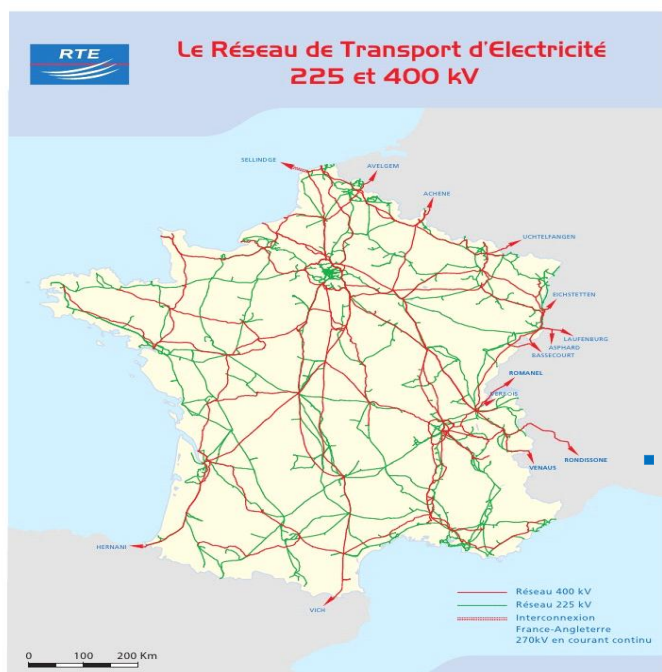 RTE
Le Réseau de Transport d'Electricité
225 et 400 kV
SELLINDGE
AVELGEM
ACHENE
UCHTELFANGEN
EICHSTETTEN
LAUFENBURG
ASPHARD
BASSECOURT
ROMANEL
VERBOIS
RONDISSONE
VENAUS
HERNANI
VICH
Réseau 400 kV
Réseau 225 kV
Interconnexion
France-Angleterre
270kV en courant continu
0 100 200 Km